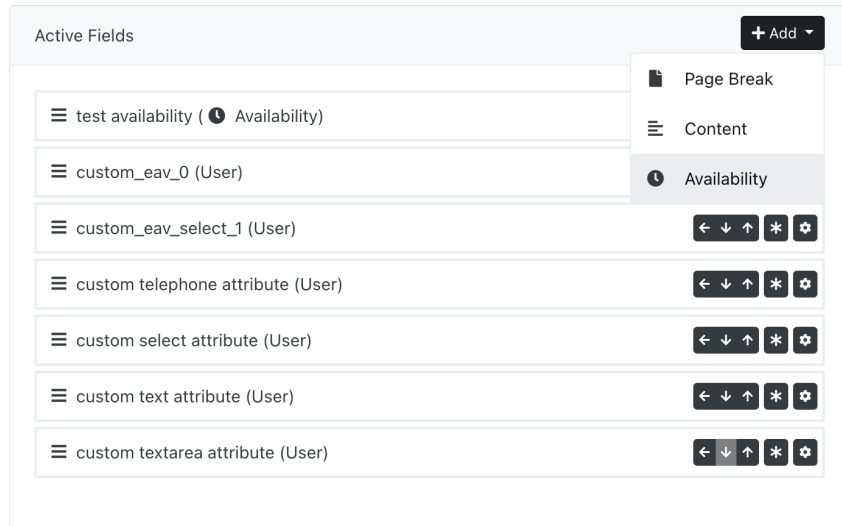 Active Fields
Add
Page Break
Content
Availability
test availability ( Availability)
custom_eav_0 (User)
custom_eav_select_1 (User)
custom telephone attribute (User)
custom select attribute (User)
custom text attribute (User)
custom textarea attribute (User)